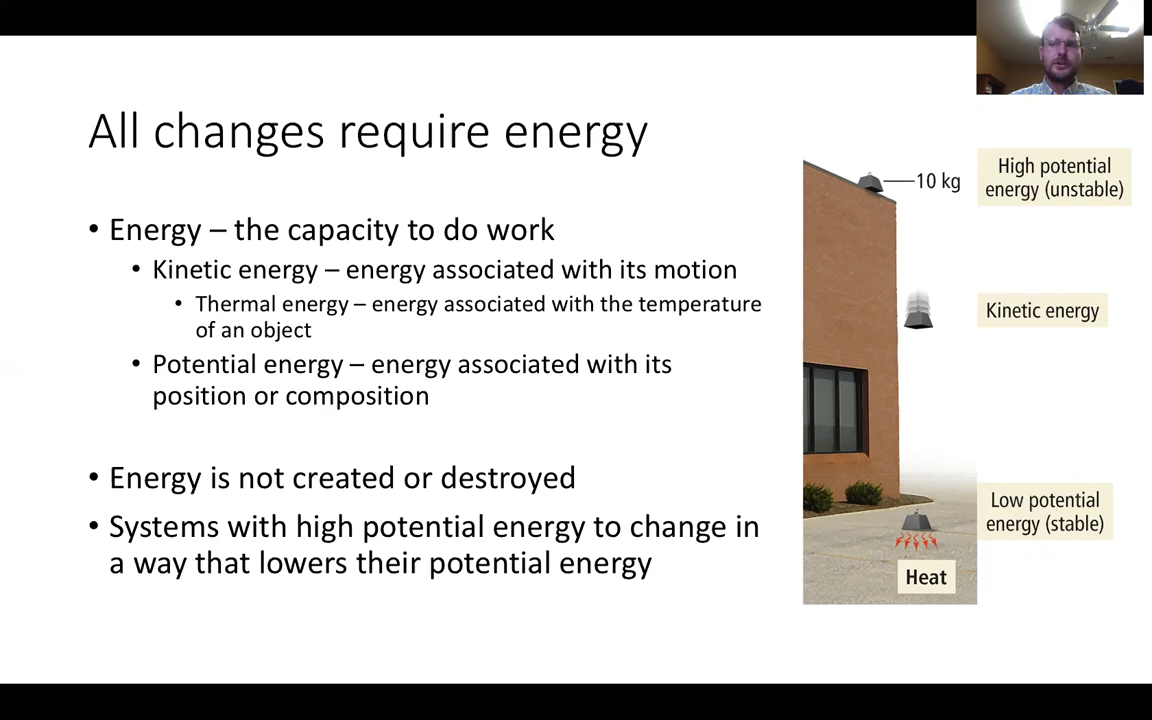 All changes require energy
• Energy – the capacity to do work
• Kinetic energy – energy associated with its motion
• Thermal energy – energy associated with the temperature
of an object
• Potential energy – energy associated with its
position or composition
• Energy is not created or destroyed
• Systems with high potential energy to change in
a way that lowers their potential energy
10 kg
High potential
energy (unstable)
Kinetic energy
Low potential
energy (stable)
Heat